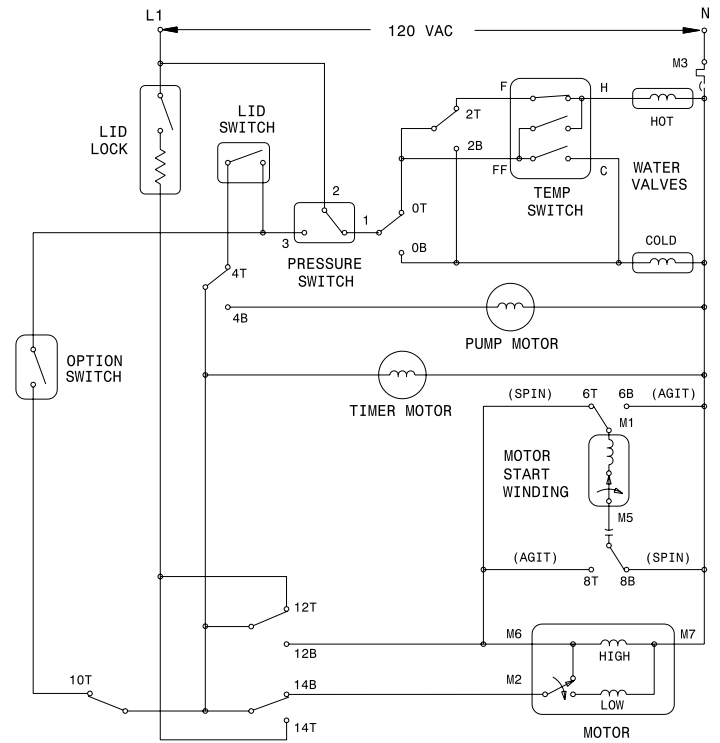 L1
120 VAC
N
M3
F
H
LID
SWITCH
2T
HOT
LID
LOCK
2B
FF
C
WATER
VALVES
TEMP
SWITCH
2
1
0T
3
0B
COLD
PRESSURE
SWITCH
4T
4B
PUMP MOTOR
OPTION
SWITCH
TIMER MOTOR
(SPIN)
6T
6B
(AGIT)
M1
MOTOR
START
WINDING
M5
(AGIT)
(SPIN)
8T
8B
12T
12B
M6
M7
HIGH
10T
14B
M2
LOW
14T
MOTOR